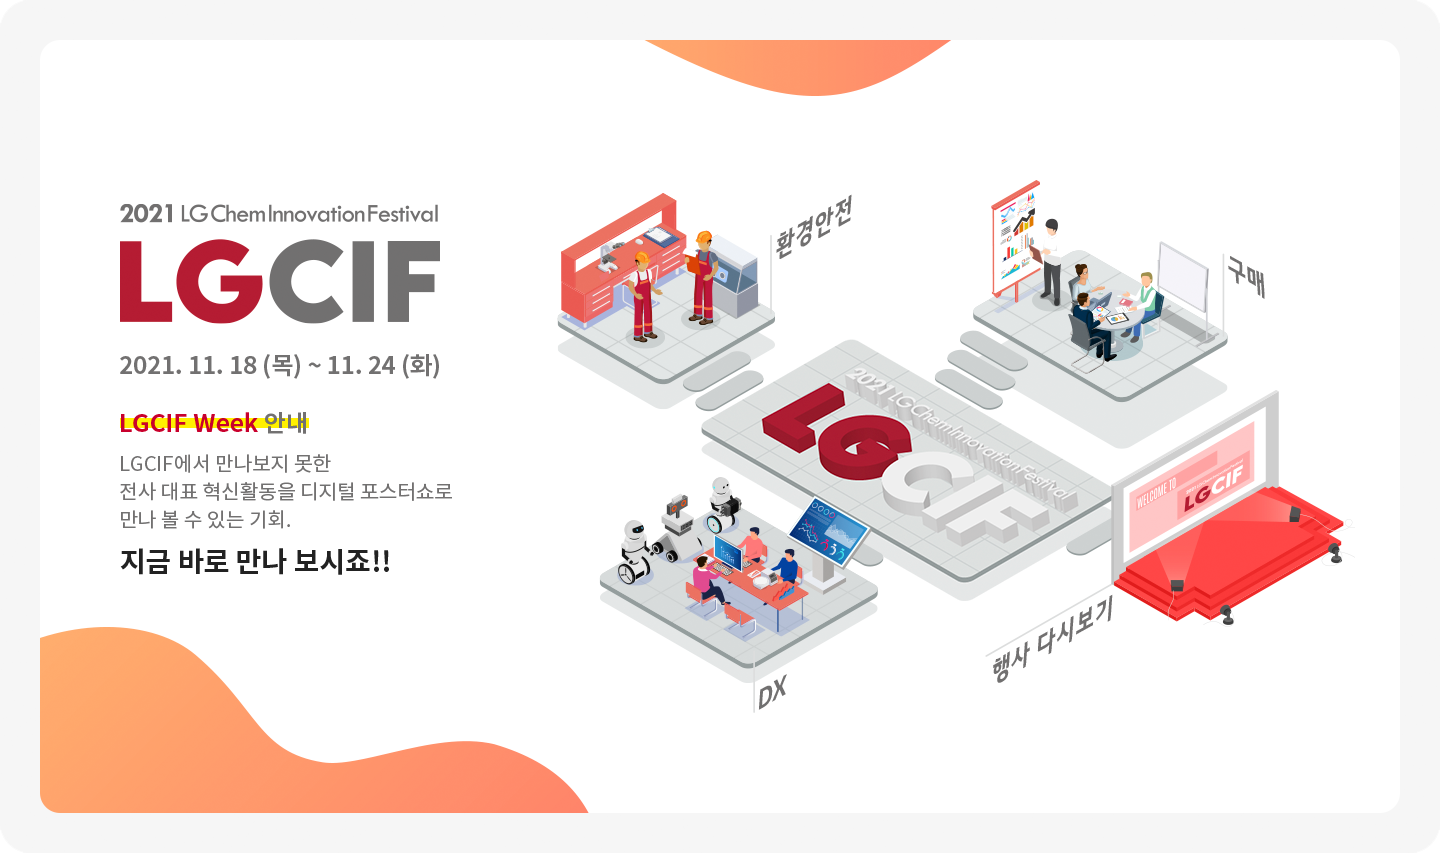 2021 LG Chem Innovation Festival
LGCIF
2021. 11. 18 (목) ~ 11. 24 (화)
LGCIF Week 안내
LGCIF에서 만나보지 못한
전사 대표 혁신활동을 디지털 포스터쇼로
만나 볼 수 있는 기회.
지금 바로 만나 보시죠!!
환경안전
구매
2021 LG Chem Innovation Festival
LGCIF
WELCOME TO
LGCIF
행사 다시보기
DX